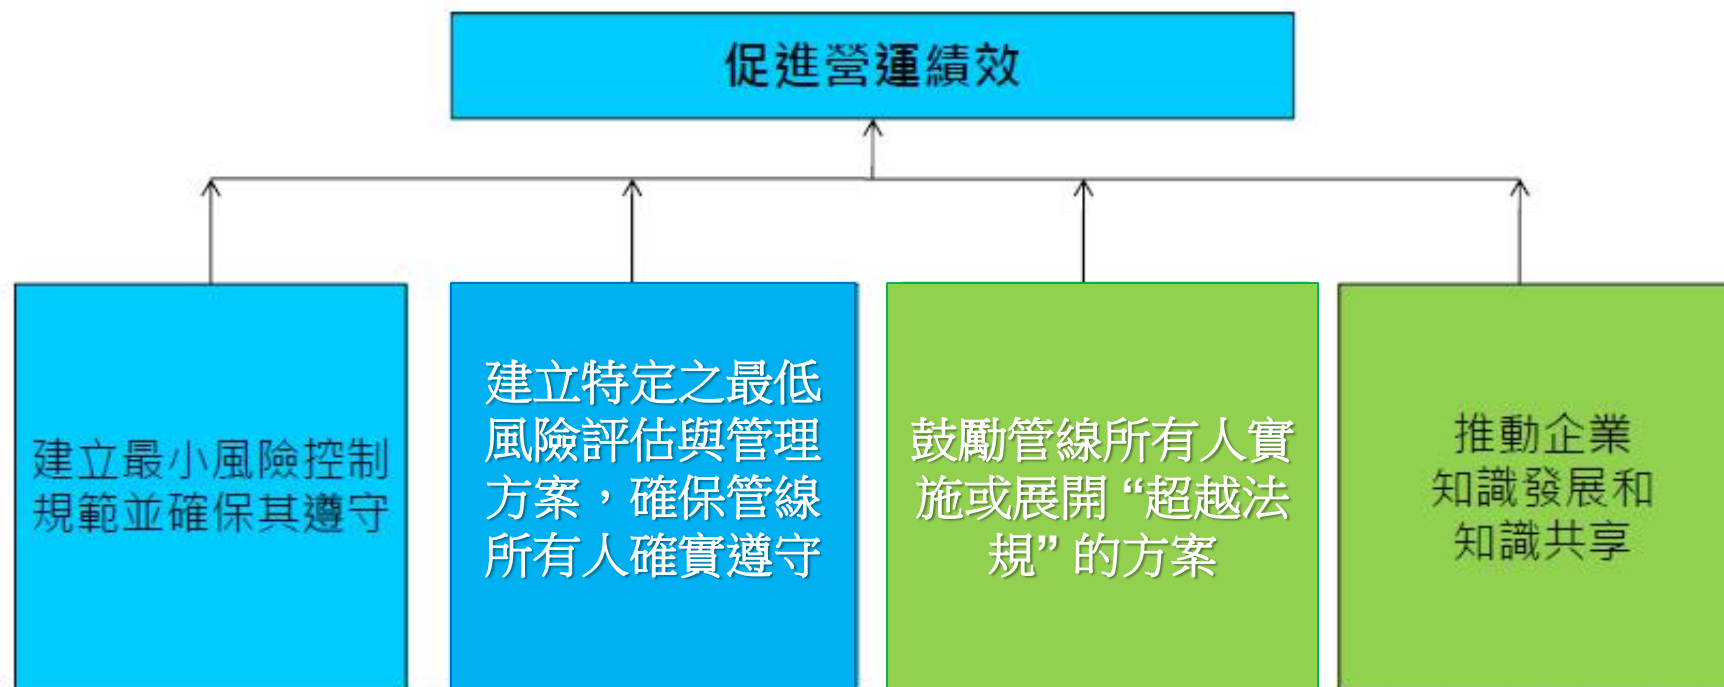 促進營運績效
建立最小風險控制
規範並確保其遵守
建立特定之最低
風險評估與管理
方案，確保管線
所有人確實遵守
鼓勵管線所有人實
施或展開 “超越法
規” 的方案
推動企業
知識發展和
知識共享